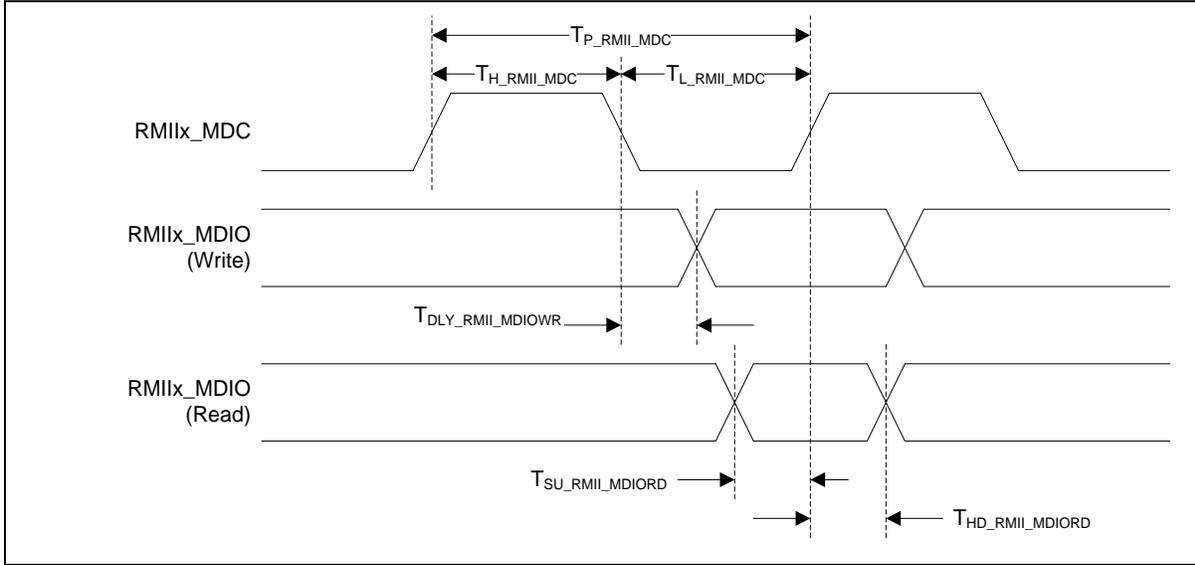 T_P_RMII_MDC
T_H_RMII_MDC
T_L_RMII_MDC
RMIIx_MDC
RMIIx_MDIO
(Write)
T_DLY_RMII_MDIOWR
RMIIx_MDIO
(Read)
T_SU_RMII_MDIORD
T_HD_RMII_MDIORD